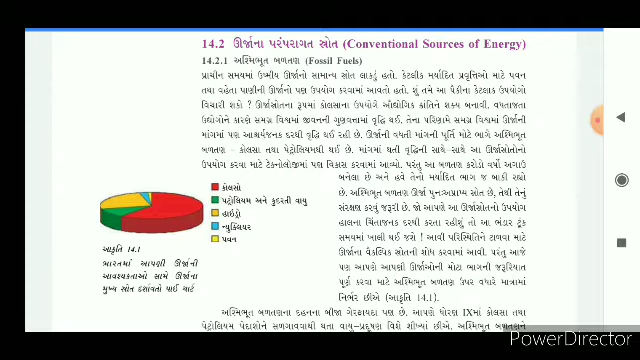 14.2 ઊર્જાના પરંપરાગત સ્રોત (Conventional Sources of Energy)
14.2.1 અશ્મિભૂત બળતણ (Fossil Fuels)
પ્રાચીન સમયમાં ઉષ્મીય ઊર્જાનો સામાન્ય સ્રોત લાકડું હતો. કેટલીક મર્યાદિત પ્રવૃત્તિઓ માટે પવન
તથા વહેતા પાણીની ઊર્જાનો પણ ઉપયોગ કરવામાં આવતો હતો. શું તમે આ પૈકીના કેટલાક ઉપયોગો
વિચારી શકો ? ઊર્જાસ્રોતના રૂપમાં કોલસાના ઉપયોગે ઔદ્યોગિક ક્રાંતિને શક્ય બનાવી. વધતાજતા
ઉદ્યોગોને કારણે સમગ્ર વિશ્વમાં જીવનની ગુણવત્તામાં વૃદ્ધિ થઈ. તેના પરિણામે સમગ્ર વિશ્વમાં ઊર્જાની
માંગમાં પણ આશ્ચર્યજનક દરથી વૃદ્ધિ થઈ રહી છે. ઊર્જાની વધતી માંગની પૂર્તિ મોટે ભાગે અશ્મિભૂત
બળતણ – કોલસા તથા પેટ્રોલિયમથી થઈ છે. માંગમાં થતી વૃદ્ધિની સાથે-સાથે આ ઊર્જાસ્રોતોનો
ઉપયોગ કરવા માટે ટેક્નોલોજીમાં પણ વિકાસ કરવામાં આવ્યો. પરંતુ આ બળતણ કરોડો વર્ષો અગાઉ
બનેલા છે અને હવે તેનો મર્યાદિત ભાગ જ બાકી રહ્યો
છે. અશ્મિભૂત બળતણ ઊર્જા પુનઃઅપ્રાપ્ય સ્રોત છે, તેથી તેનું
સંરક્ષણ કરવું જરૂરી છે. જો આપણે આ ઊર્જાસ્રોતનો ઉપયોગ
હાલના ચિંતાજનક દરથી કરતા રહીશું તો આ ભંડાર ટૂંક
સમયમાં ખાલી થઈ જશે ! આવી પરિસ્થિતિને ટાળવા માટે
ઊર્જાના વૈકલ્પિક સ્રોતની શોધ કરવામાં આવી. પરંતુ આજે
પણ આપણે આપણી ઊર્જાઓની મોટા ભાગની જરૂરિયાત
પૂર્ણ કરવા માટે અશ્મિભૂત બળતણ ઉપર વધારે માત્રામાં
નિર્ભર છીએ (આકૃતિ 14.1).
કોલસો
પેટ્રોલિયમ અને કુદરતી વાયુ
હાઈડ્રો
ન્યુક્લિયર
પવન
આકૃતિ 14.1
ભારતમાં આપણી ઊર્જાની
આવશ્યકતાઓ સામે ઊર્જાના
મુખ્ય સ્રોત દર્શાવતો પાઈ ચાર્ટ
અશ્મિભૂત બળતણના દહનના બીજા ગેરફાયદા પણ છે. આપણે ધોરણ IXમાં કોલસા તથા
પેટ્રોલિયમ પેદાશોને સળગાવવાથી થતા વાયુ-પ્રદૂષણ વિશે શીખ્યાં છીએ. અશ્મિભૂત બળતણને
PowerDirector